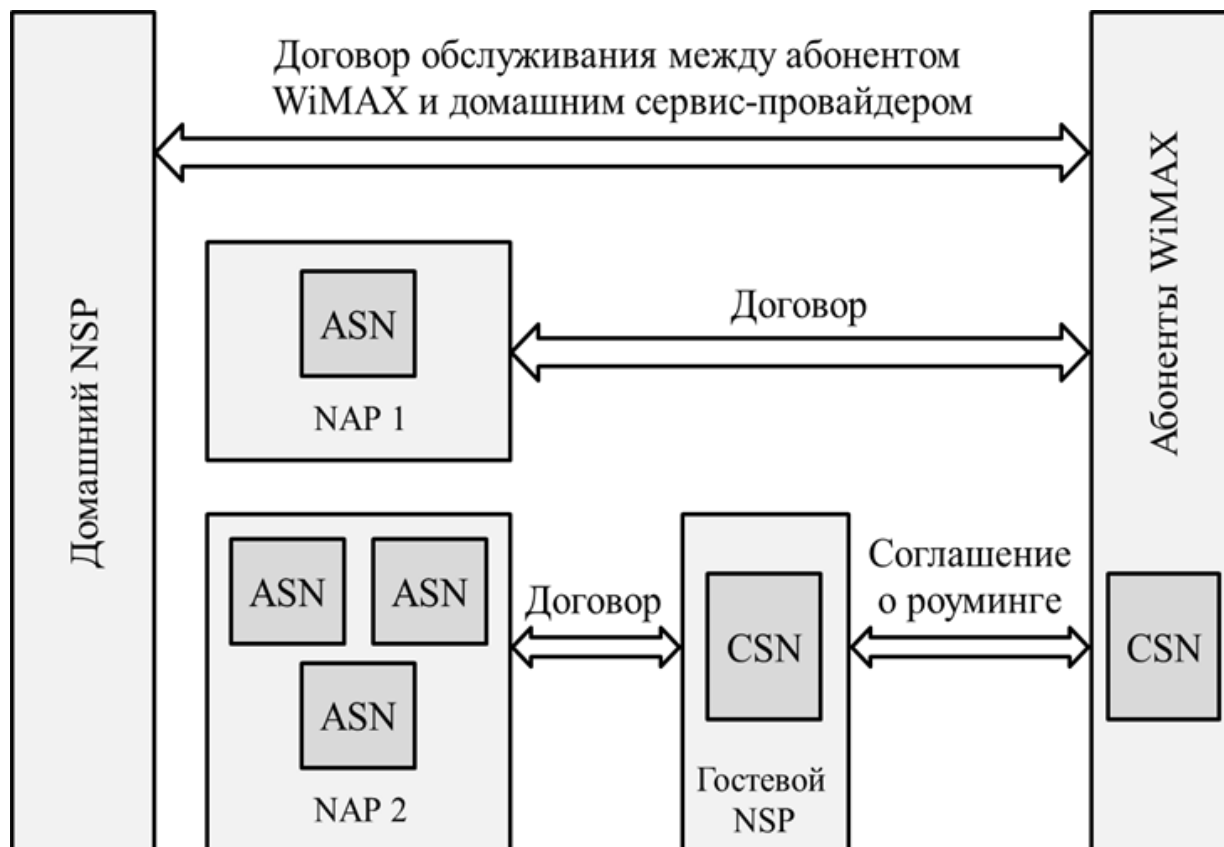 Договор обслуживания между абонентом
WiMAX и домашним сервис-провайдером
Домашний NSP
Абоненты WiMAX
ASN
NAP 1
Договор
ASN
ASN
ASN
NAP 2
Договор
CSN
Гостевой
NSP
Соглашение
о роуминге
CSN